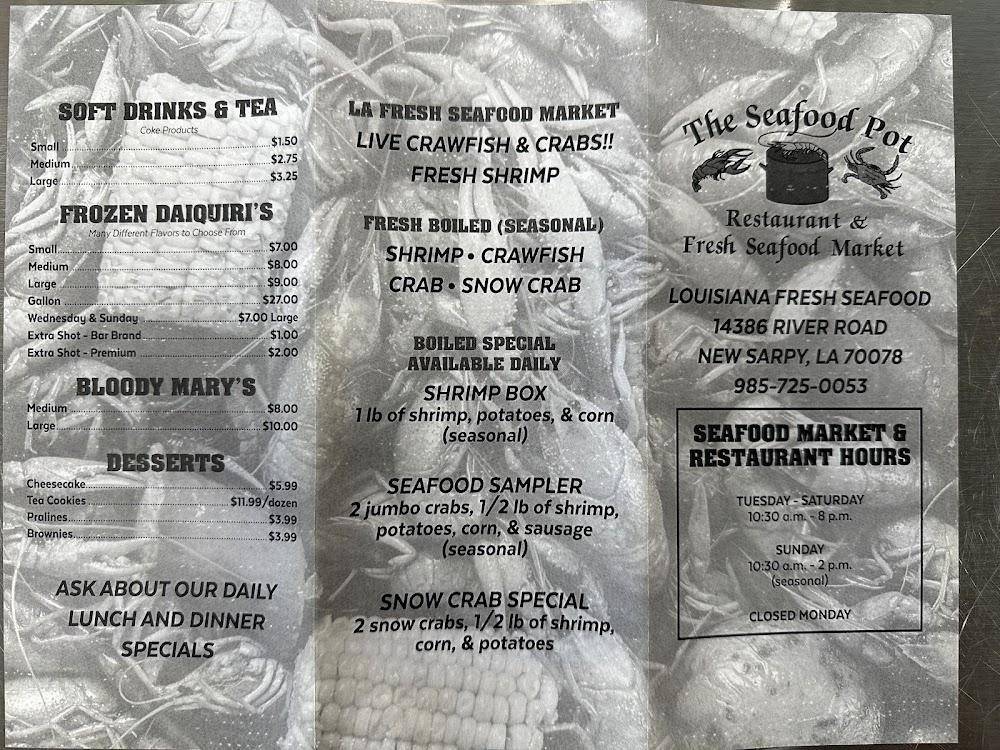 SOFT DRINKS & TEA
Coke Products
Small $1.50
Medium $2.75
Large $3.25
FROZEN DAIQUIRI'S
Many Different Flavors to Choose From
Small $7.00
Medium $8.00
Large $9.00
Gallon $27.00
Wednesday & Sunday $7.00 Large
Extra Shot - Bar Brand $1.00
Extra Shot - Premium $2.00
BLOODY MARY'S
Medium $8.00
Large $10.00
DESSERTS
Cheesecake $5.99
Tea Cookies $11.99/dozen
Pralines $3.99
Brownies $3.99
ASK ABOUT OUR DAILY
LUNCH AND DINNER
SPECIALS
LA FRESH SEAFOOD MARKET
LIVE CRAWFISH & CRABS!!
FRESH SHRIMP
FRESH BOILED (SEASONAL)
SHRIMP • CRAWFISH
CRAB • SNOW CRAB
BOILED SPECIAL
AVAILABLE DAILY
SHRIMP BOX
1 lb of shrimp, potatoes, & corn
(seasonal)
SEAFOOD SAMPLER
2 jumbo crabs, 1/2 lb of shrimp,
potatoes, corn, & sausage
(seasonal)
SNOW CRAB SPECIAL
2 snow crabs, 1/2 lb of shrimp,
corn, & potatoes
The Seafood Pot
Restaurant &
Fresh Seafood Market
LOUISIANA FRESH SEAFOOD
14386 RIVER ROAD
NEW SARPY, LA 70078
985-725-0053
SEAFOOD MARKET &
RESTAURANT HOURS
TUESDAY - SATURDAY
10:30 a.m. - 8 p.m.
SUNDAY
10:30 a.m. - 2 p.m.
(seasonal)
CLOSED MONDAY